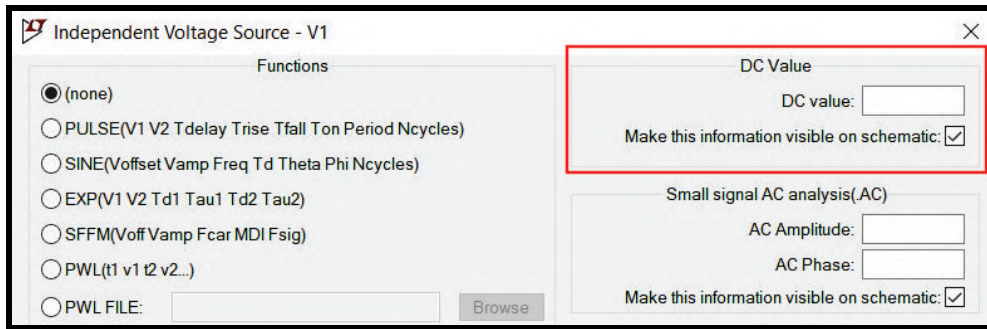 Independent Voltage Source - V1
Functions
(none)
PULSE(V1 V2 Tdelay Trise Tfall Ton Period Ncycles)
SINE(Voffset Vamp Freq Td Theta Phi Ncycles)
EXP(V1 V2 Td1 Tau1 Td2 Tau2)
SFFM(Voff Vamp Fcar MDI Fsig)
PWL(t1 v1 t2 v2...)
PWL FILE:
Browse
DC Value
DC value:
Make this information visible on schematic:
Small signal AC analysis(.AC)
AC Amplitude:
AC Phase:
Make this information visible on schematic: